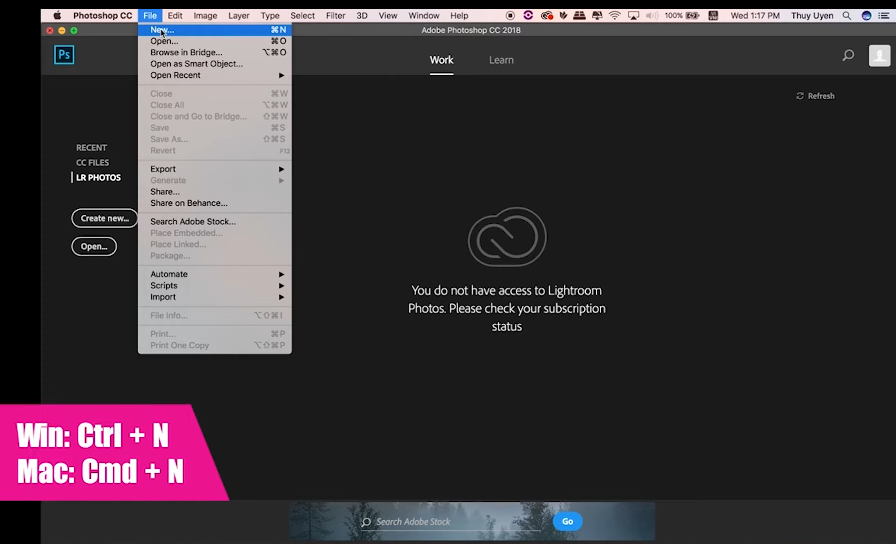 Photoshop CC File Edit Image Layer Type Select Filter 3D View Window Help 100% Wed 1:17 PM Thuy Uyen
Adobe Photoshop CC 2018
Ps
Work Learn
Refresh
New... ⌘N
Open... ⌘O
Browse in Bridge... ⌥⌘O
Open as Smart Object...
Open Recent
Close ⌘W
Close All ⌥⌘W
Close and Go to Bridge... ⇧⌘W
Save ⌘S
Save As... ⇧⌘S
Revert F12
Export
Generate
Share...
Share on Behance...
Search Adobe Stock...
Place Embedded...
Place Linked...
Package...
Automate
Scripts
Import
File Info... ⌥⇧⌘I
Print... ⌘P
Print One Copy ⌥⇧⌘P
RECENT
CC FILES
LR PHOTOS
Create new...
Open...
You do not have access to Lightroom
Photos. Please check your subscription
status
Win: Ctrl + N
Mac: Cmd + N
Search Adobe Stock
Go